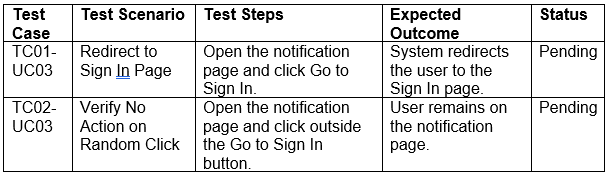 Test Case | Test Scenario | Test Steps | Expected Outcome | Status
TC01-UC03 | Redirect to Sign In Page | Open the notification page and click Go to Sign In. | System redirects the user to the Sign In page. | Pending
TC02-UC03 | Verify No Action on Random Click | Open the notification page and click outside the Go to Sign In button. | User remains on the notification page. | Pending